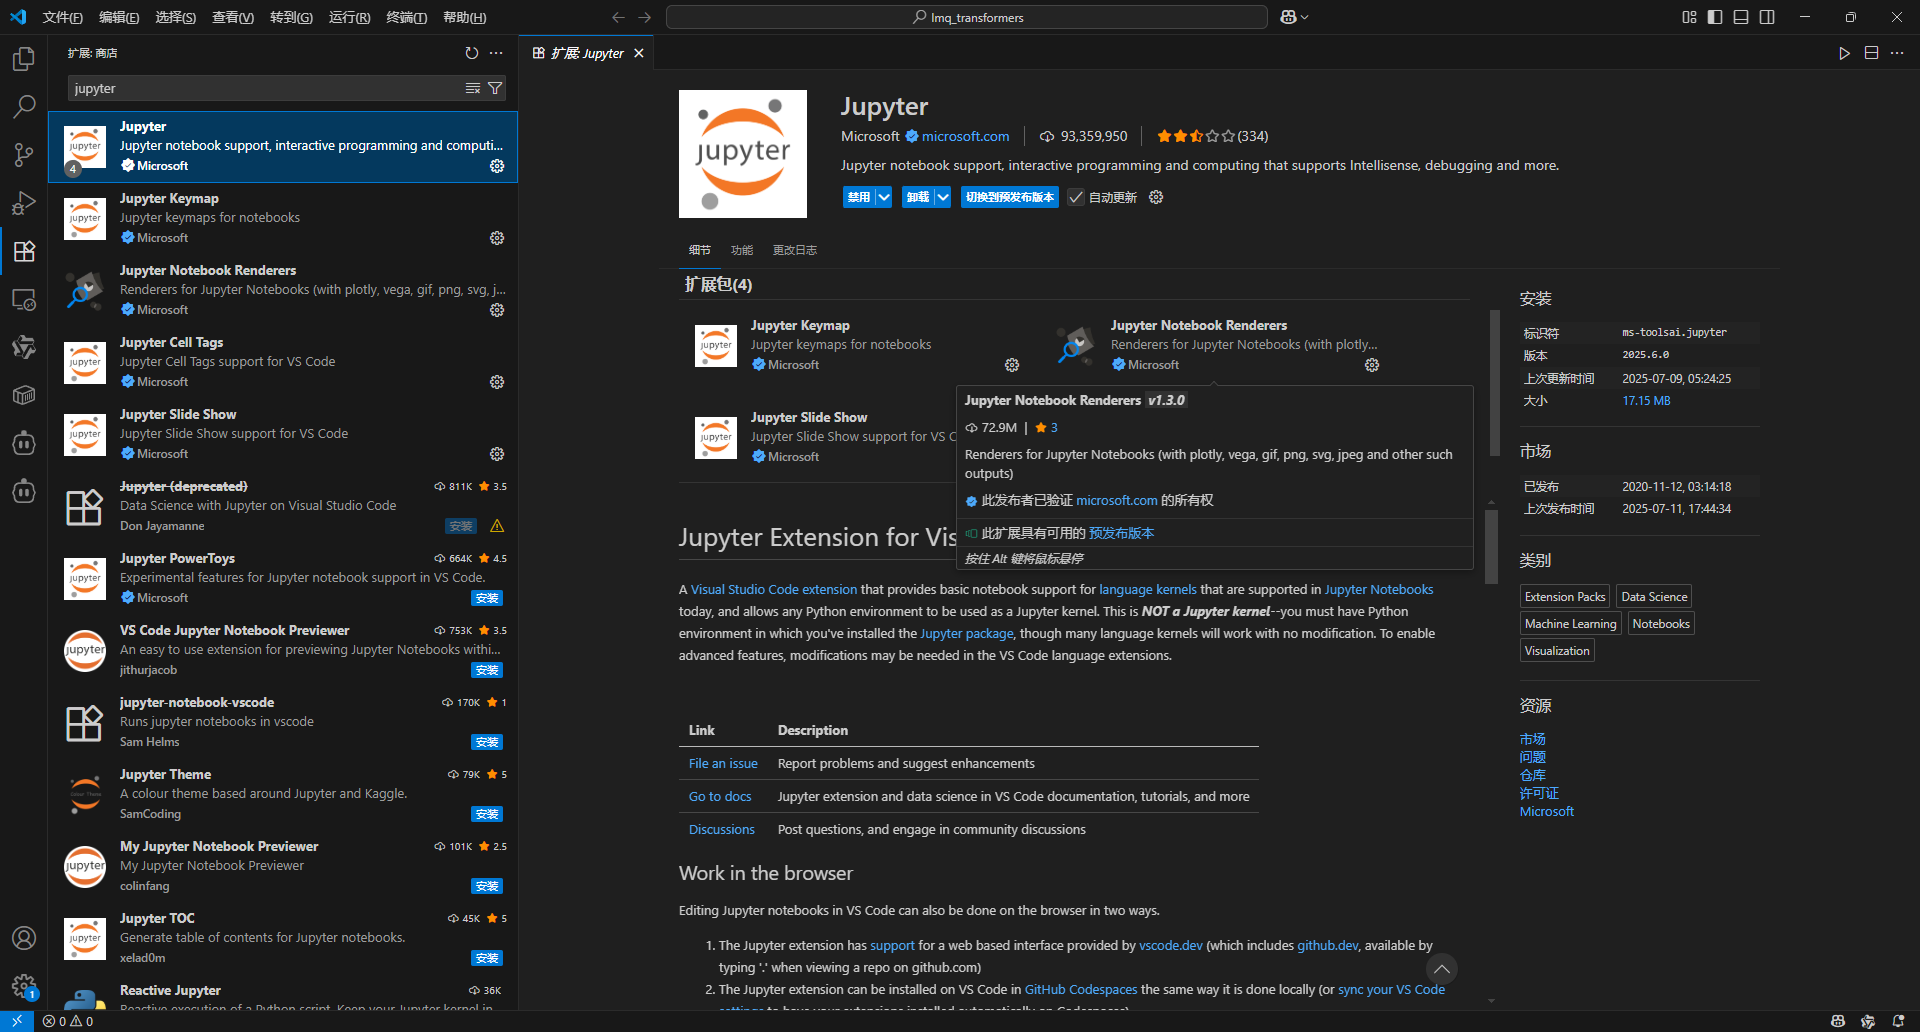 文件(F) 编辑(E) 选择(S) 查看(V) 转到(G) 运行(R) 终端(T) 帮助(H)
lmq_transformers
扩展: 商店
扩展: Jupyter
jupyter
Jupyter
Jupyter notebook support, interactive programming and computi...
Microsoft
4
Jupyter Keymap
Jupyter keymaps for notebooks
Microsoft
Jupyter Notebook Renderers
Renderers for Jupyter Notebooks (with plotly, vega, gif, png, svg, j...
Microsoft
Jupyter Cell Tags
Jupyter Cell Tags support for VS Code
Microsoft
Jupyter Slide Show
Jupyter Slide Show support for VS Code
Microsoft
Jupyter (deprecated) 811K 3.5
Data Science with Jupyter on Visual Studio Code
Don Jayamanne 安装
Jupyter PowerToys 664K 4.5
Experimental features for Jupyter notebook support in VS Code.
Microsoft 安装
VS Code Jupyter Notebook Previewer 753K 3.5
An easy to use extension for previewing Jupyter Notebooks withi...
jithurjacob 安装
jupyter-notebook-vscode 170K 1
Runs jupyter notebooks in vscode
Sam Helms 安装
Jupyter Theme 79K 5
A colour theme based around Jupyter and Kaggle.
SamCoding 安装
My Jupyter Notebook Previewer 101K 2.5
My Jupyter Notebook Previewer
colinfang 安装
Jupyter TOC 45K 5
Generate table of contents for Jupyter notebooks.
xelad0m 安装
Reactive Jupyter 36K
Reactive execution of a Python script. Keep your Jupyter kernel in
1
0 0
jupyter
Jupyter
Microsoft microsoft.com 93,359,950 (334)
Jupyter notebook support, interactive programming and computing that supports Intellisense, debugging and more.
禁用 卸载 切换到预发布版本 自动更新
细节 功能 更改日志
扩展包(4)
Jupyter Keymap
Jupyter keymaps for notebooks
Microsoft
Jupyter Notebook Renderers
Renderers for Jupyter Notebooks (with plotly...
Microsoft
Jupyter Slide Show
Jupyter Slide Show support for VS C
Microsoft
Jupyter Notebook Renderers v1.3.0
72.9M | 3
Renderers for Jupyter Notebooks (with plotly, vega, gif, png, svg, jpeg and other such
outputs)
此发布者已验证 microsoft.com 的所有权
此扩展具有可用的 预发布版本
按住 Alt 键将鼠标悬停
Jupyter Extension for Vis
A Visual Studio Code extension that provides basic notebook support for language kernels that are supported in Jupyter Notebooks
today, and allows any Python environment to be used as a Jupyter kernel. This is NOT a Jupyter kernel--you must have Python
environment in which you've installed the Jupyter package, though many language kernels will work with no modification. To enable
advanced features, modifications may be needed in the VS Code language extensions.
Link Description
File an issue Report problems and suggest enhancements
Go to docs Jupyter extension and data science in VS Code documentation, tutorials, and more
Discussions Post questions, and engage in community discussions
Work in the browser
Editing Jupyter notebooks in VS Code can also be done on the browser in two ways.
1. The Jupyter extension has support for a web based interface provided by vscode.dev (which includes github.dev, available by
typing '.' when viewing a repo on github.com)
2. The Jupyter extension can be installed on VS Code in GitHub Codespaces the same way it is done locally (or sync your VS Code
settings to have your extensions installed automatically on Codespaces)
安装
标识符 ms-toolsai.jupyter
版本 2025.6.0
上次更新时间 2025-07-09, 05:24:25
大小 17.15 MB
市场
已发布 2020-11-12, 03:14:18
上次发布时间 2025-07-11, 17:44:34
类别
Extension Packs Data Science
Machine Learning Notebooks
Visualization
资源
市场
问题
仓库
许可证
Microsoft